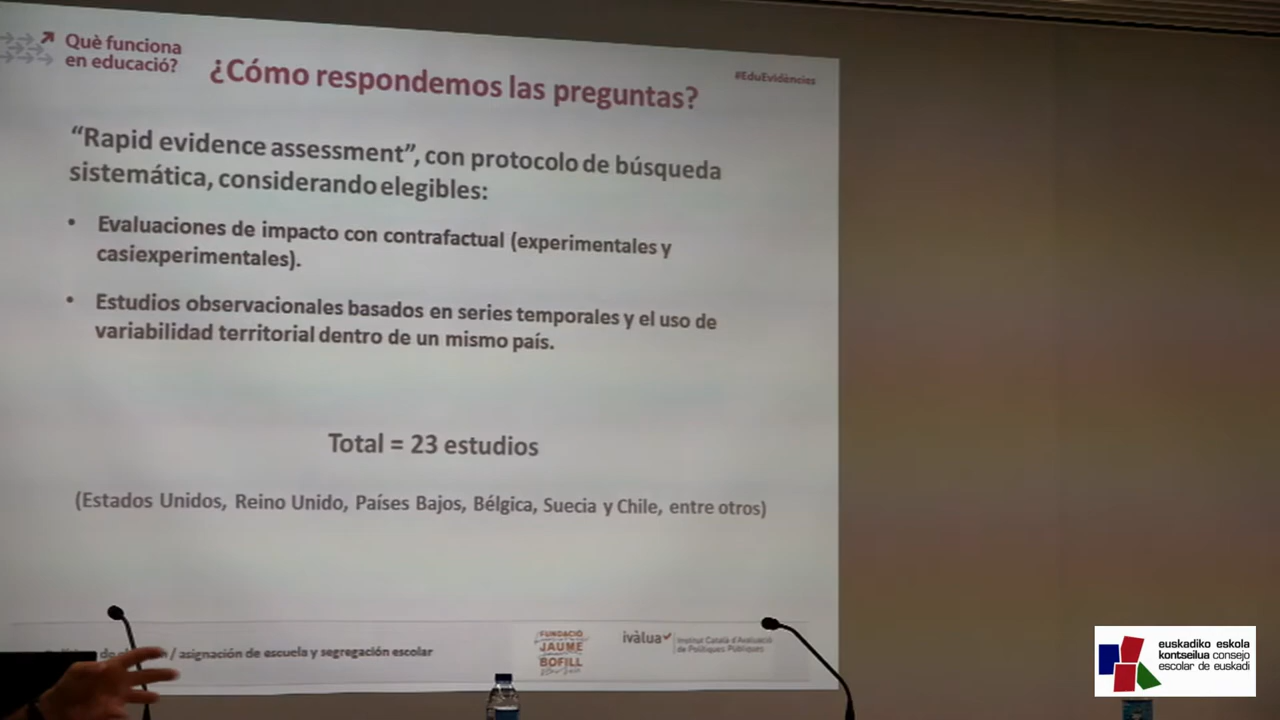 Què funciona
en educació?
¿Cómo respondemos las preguntas?
#EduEvidències
“Rapid evidence assessment”, con protocolo de búsqueda
sistemática, considerando elegibles:
• Evaluaciones de impacto con contrafactual (experimentales y
casiexperimentales).
• Estudios observacionales basados en series temporales y el uso de
variabilidad territorial dentro de un mismo país.
Total = 23 estudios
(Estados Unidos, Reino Unido, Países Bajos, Bélgica, Suecia y Chile, entre otros)
de / asignación de escuela y segregación escolar
FUNDACIÓ
JAUME
BOFILL
ivàlua
Institut Català d'Avaluació
de Polítiques Públiques
euskadiko eskola
kontseilua consejo
escolar de euskadi